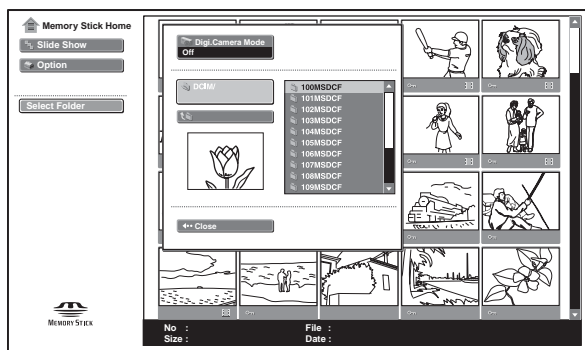 Memory Stick Home
Slide Show
Option
Select Folder
Digi.Camera Mode
Off
DCIM/
100MSDCF
101MSDCF
102MSDCF
103MSDCF
104MSDCF
105MSDCF
106MSDCF
107MSDCF
108MSDCF
109MSDCF
Close
MEMORY STICK
No :
File :
Size :
Date :